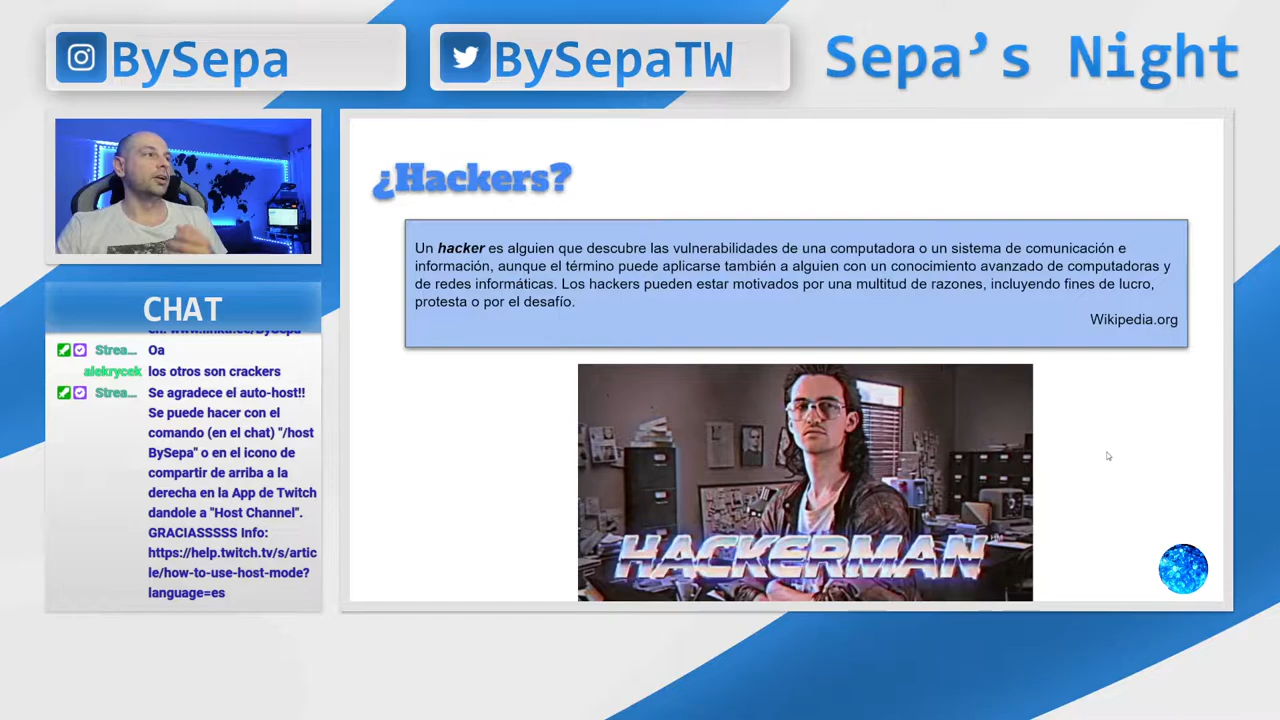 BySepa
BySepaTW
Sepa's Night
¿Hackers?
Un hacker es alguien que descubre las vulnerabilidades de una computadora o un sistema de comunicación e
información, aunque el término puede aplicarse también a alguien con un conocimiento avanzado de computadoras y
de redes informáticas. Los hackers pueden estar motivados por una multitud de razones, incluyendo fines de lucro,
protesta o por el desafío.
Wikipedia.org
HACKERMAN
CHAT
en: www.linkd.ee/BySepa
Strea... Oa
alekrycek los otros son crackers
Strea... Se agradece el auto-host!!
Se puede hacer con el
comando (en el chat) "/host
BySepa" o en el icono de
compartir de arriba a la
derecha en la App de Twitch
dandole a "Host Channel".
GRACIASSSSS Info:
https://help.twitch.tv/s/artic
le/how-to-use-host-mode?
language=es